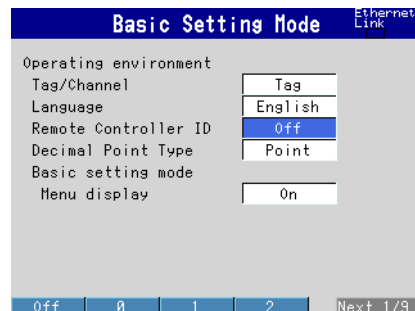 Basic Setting Mode
Ethernet
Link
Operating environment
Tag/Channel Tag
Language English
Remote Controller ID Off
Decimal Point Type Point
Basic setting mode
Menu display On
Off 0 1 2 Next 1/9